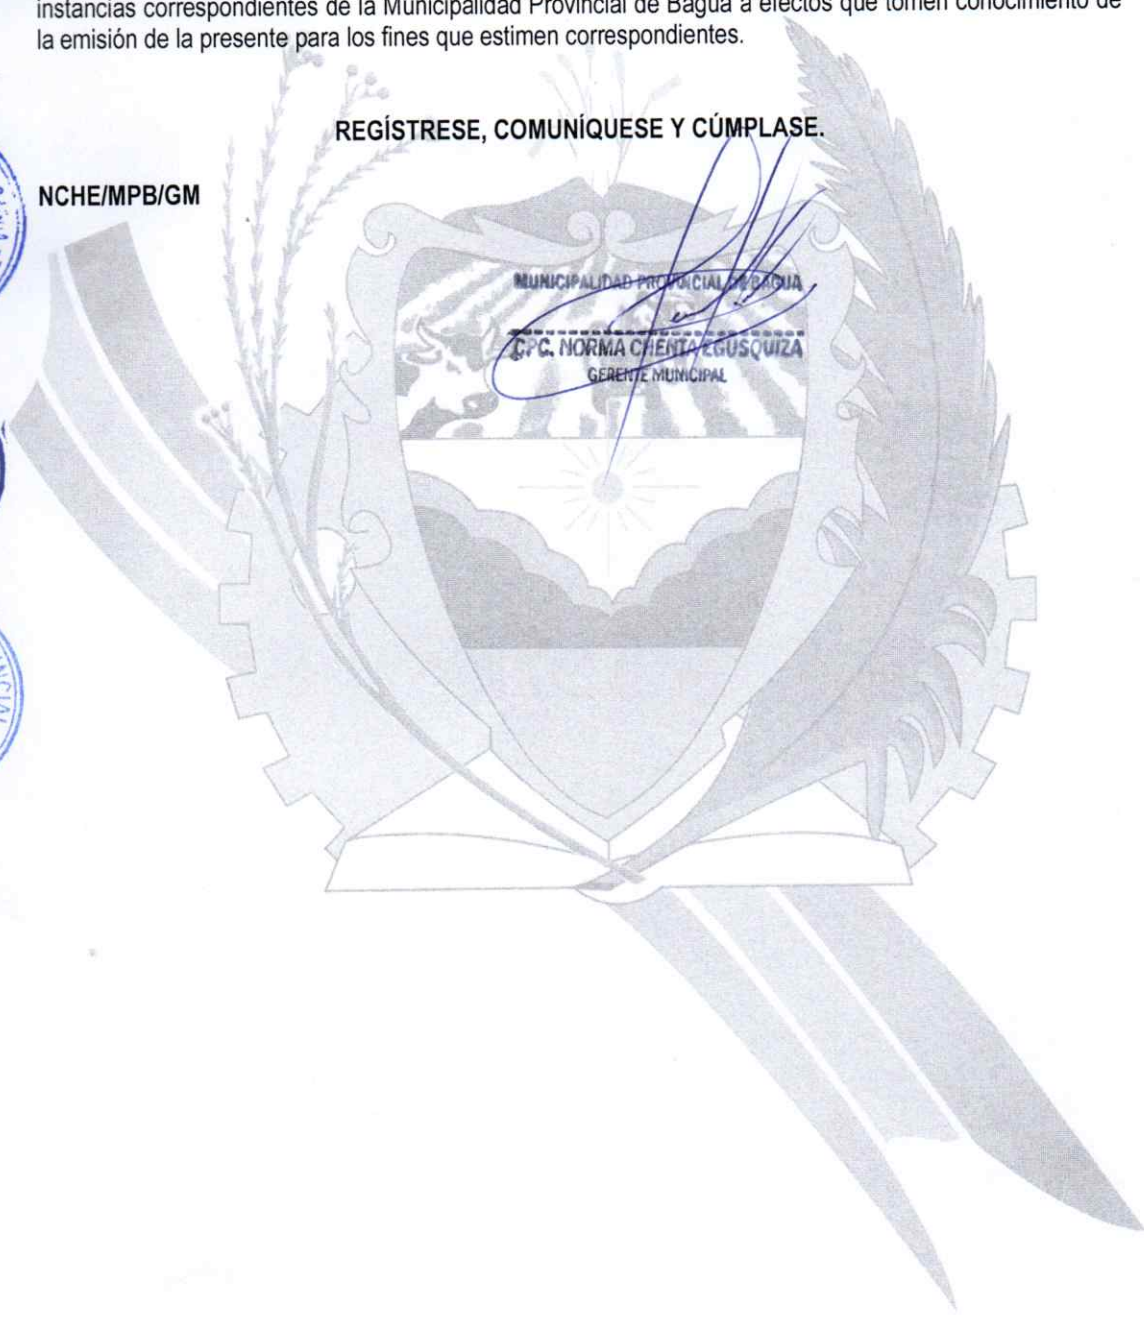 instancias correspondientes de la Municipalidad Provincial de Bagua a efectos que tomen conocimiento de
la emisión de la presente para los fines que estimen correspondientes.
REGÍSTRESE, COMUNÍQUESE Y CÚMPLASE.
NCHE/MPB/GM
MUNICIPALIDAD PROVINCIAL DE BAGUA
CPC. NORMA CHENTA EGUSQUIZA
GERENTE MUNICIPAL